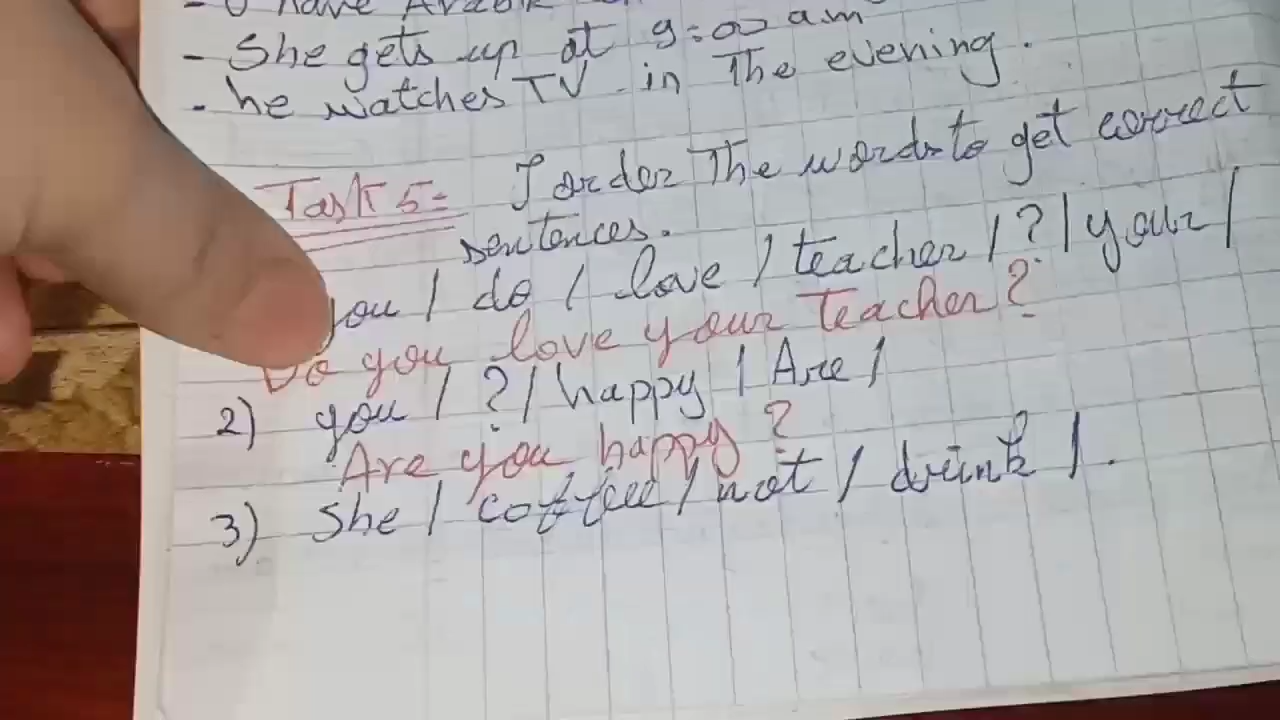 have
- She gets up at 9:00 am
- he watches TV in The evening.
Task 5= I order The words to get correct
sentences.
you / do / love / teacher / ? / your /
Do you love your Teacher?
2) you / ? / happy / Are /
Are you happy?
3) She / coffee / not / drink / .